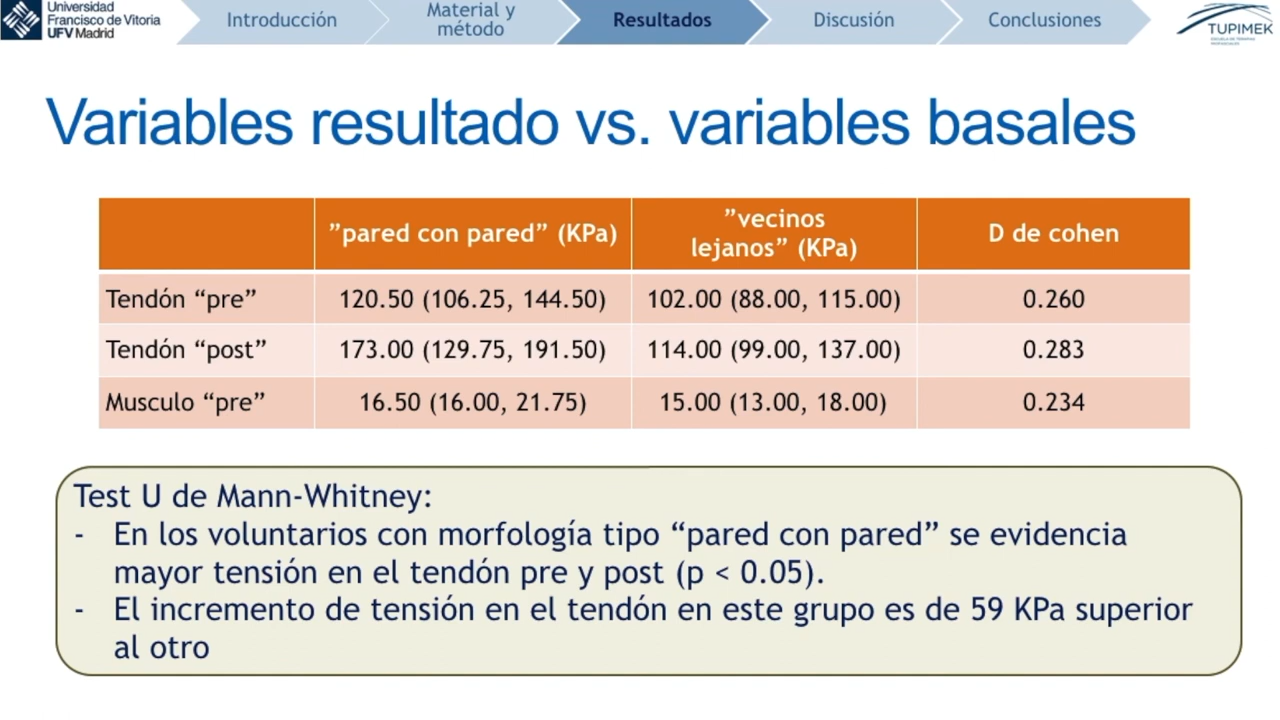 Universidad
Francisco de Vitoria
UFV Madrid
Introducción
Material y
método
Resultados
Discusión
Conclusiones
TUPIMEK
Variables resultado vs. variables basales
”pared con pared” (KPa)
”vecinos
lejanos” (KPa)
D de cohen
Tendón “pre” 120.50 (106.25, 144.50) 102.00 (88.00, 115.00) 0.260
Tendón “post” 173.00 (129.75, 191.50) 114.00 (99.00, 137.00) 0.283
Musculo “pre” 16.50 (16.00, 21.75) 15.00 (13.00, 18.00) 0.234
Test U de Mann-Whitney:
- En los voluntarios con morfología tipo “pared con pared” se evidencia
mayor tensión en el tendón pre y post (p < 0.05).
- El incremento de tensión en el tendón en este grupo es de 59 KPa superior
al otro